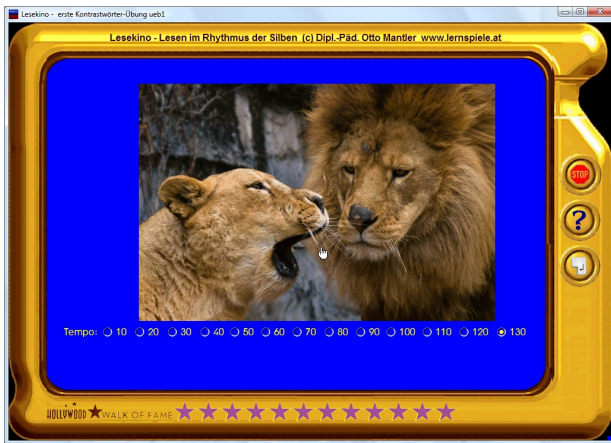 Lesekino - erste Kontrastwörter-Übung ueb1
Lesekino - Lesen im Rhythmus der Silben (c) Dipl.-Päd. Otto Mantler www.lernspiele.at
STOP
?
Tempo: 10 20 30 40 50 60 70 80 90 100 110 120 130
HOLLYWOOD WALK OF FAME